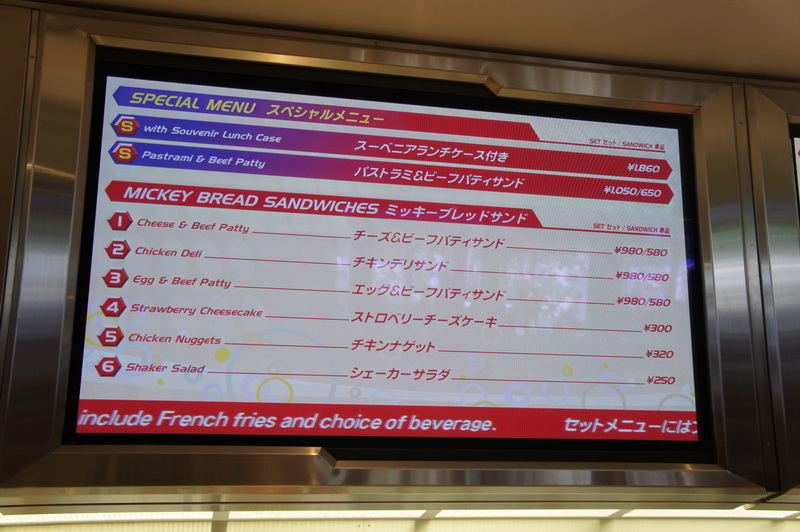 SPECIAL MENU スペシャルメニュー
SET セット / SANDWICH 単品
S with Souvenir Lunch Case スーベニアランチケース付き ¥1,860
S Pastrami & Beef Patty パストラミ&ビーフパティサンド ¥1,050/650
MICKEY BREAD SANDWICHES ミッキーブレッドサンド
SET セット / SANDWICH 単品
1 Cheese & Beef Patty チーズ&ビーフパティサンド ¥980/580
2 Chicken Deli チキンデリサンド ¥980/580
3 Egg & Beef Patty エッグ&ビーフパティサンド ¥980/580
4 Strawberry Cheesecake ストロベリーチーズケーキ ¥300
5 Chicken Nuggets チキンナゲット ¥320
6 Shaker Salad シェーカーサラダ ¥250
include French fries and choice of beverage. セットメニューにはフ